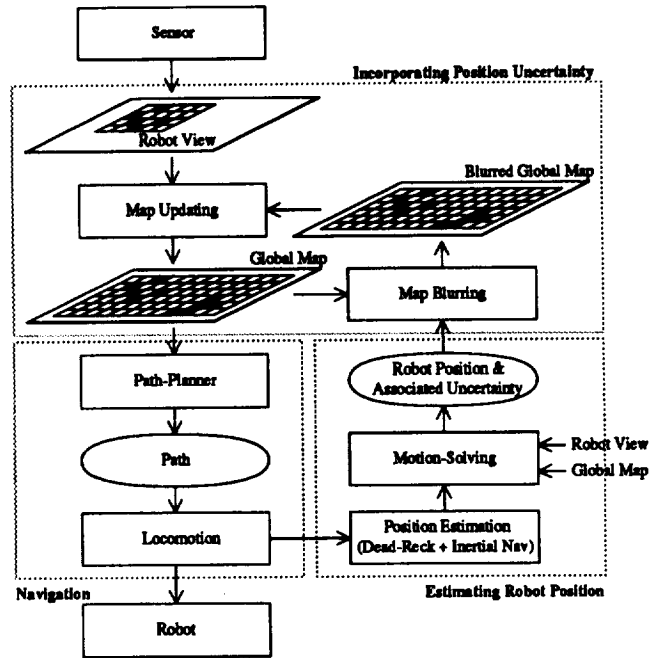 Sensor
Incorporating Position Uncertainty
Robot View
Blurred Global Map
Map Updating
Global Map
Map Blurring
Path-Planner
Robot Position &
Associated Uncertainty
Path
Motion-Solving
Robot View
Global Map
Locomotion
Position Estimation
(Dead-Reck + Inertial Nav)
Navigation
Estimating Robot Position
Robot